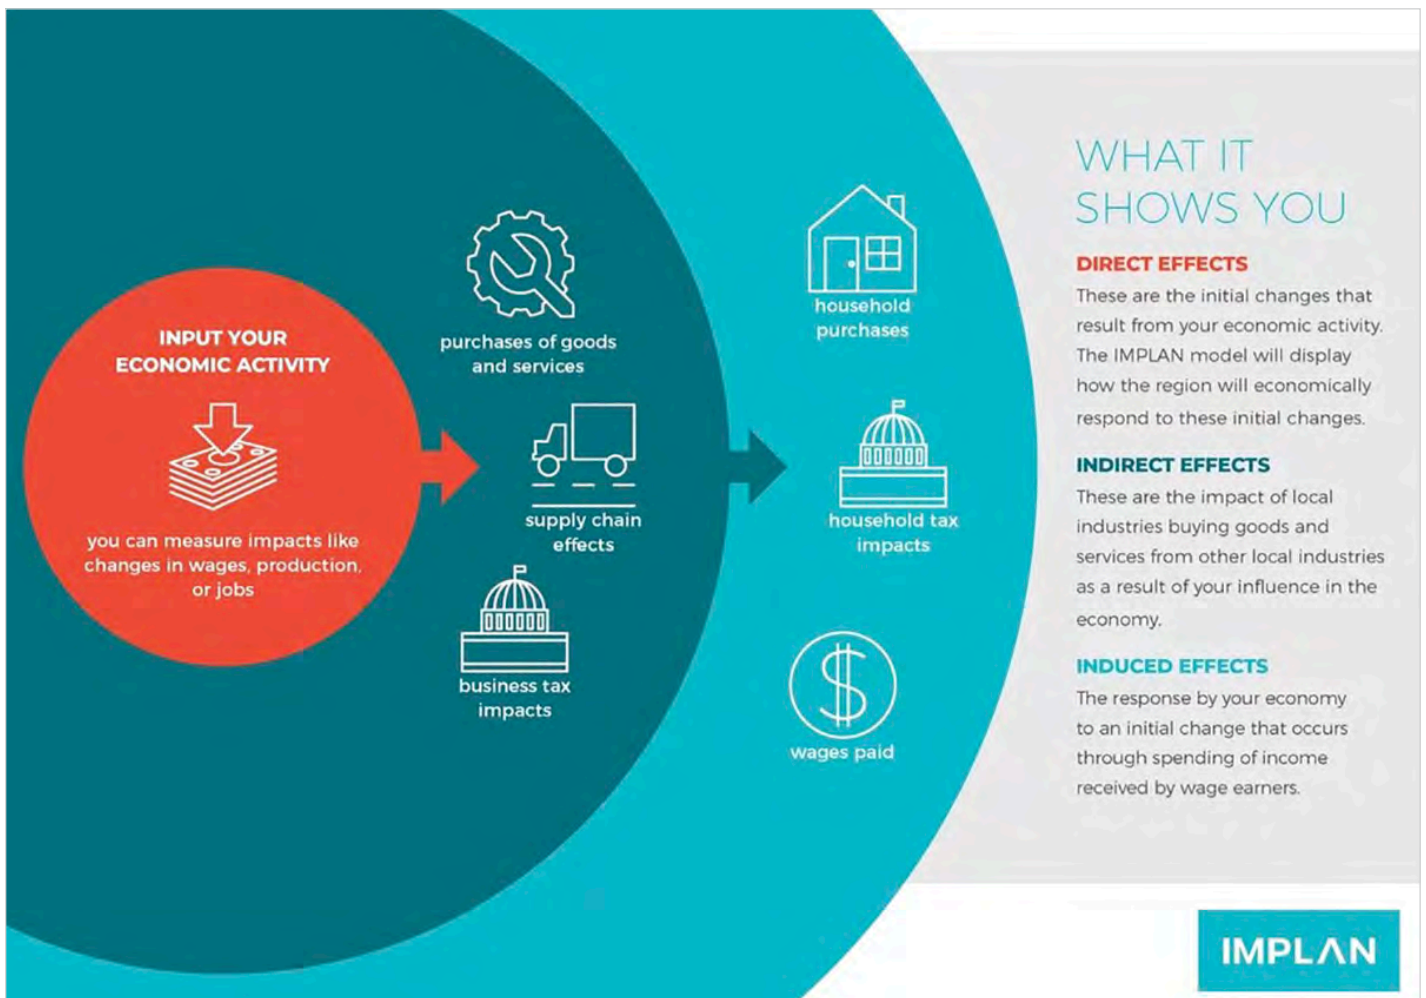 INPUT YOUR
ECONOMIC ACTIVITY
you can measure impacts like
changes in wages, production,
or jobs
purchases of goods
and services
supply chain
effects
business tax
impacts
household
purchases
household tax
impacts
wages paid
WHAT IT
SHOWS YOU
DIRECT EFFECTS
These are the initial changes that
result from your economic activity.
The IMPLAN model will display
how the region will economically
respond to these initial changes.
INDIRECT EFFECTS
These are the impact of local
industries buying goods and
services from other local industries
as a result of your influence in the
economy.
INDUCED EFFECTS
The response by your economy
to an initial change that occurs
through spending of income
received by wage earners.
IMPLAN